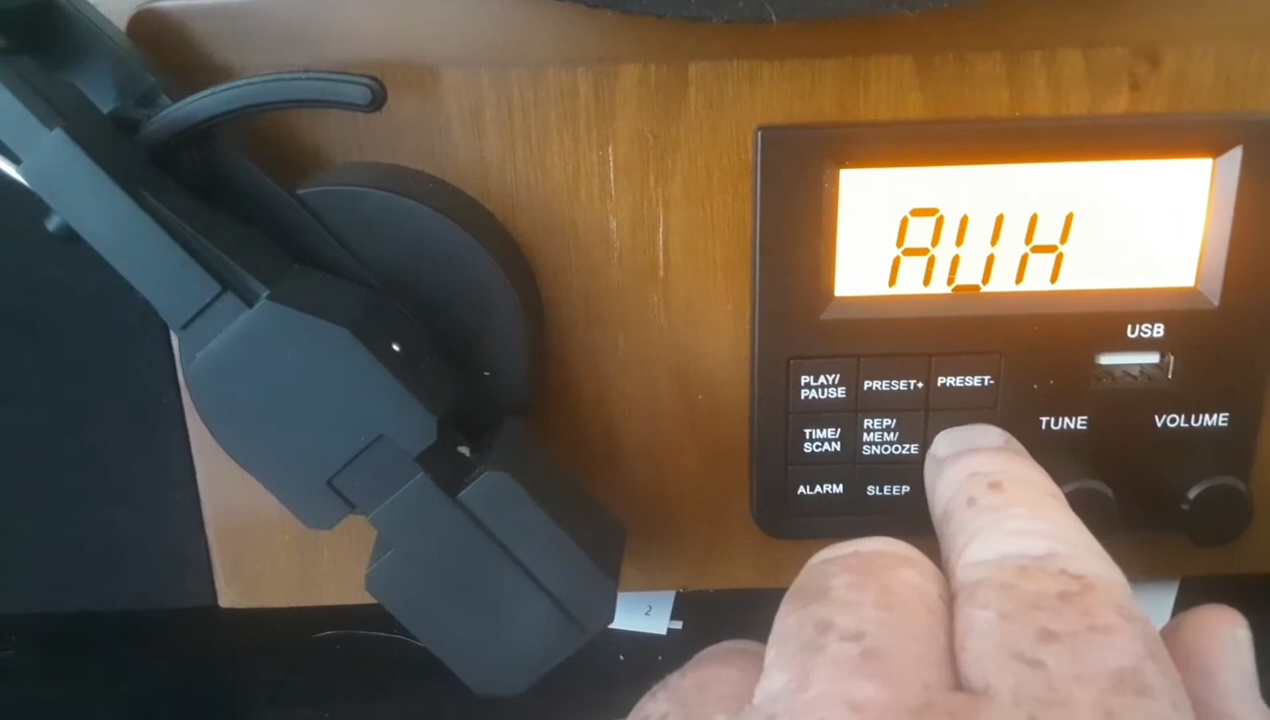 AUX
USB
PLAY/
PAUSE
PRESET+
PRESET-
TUNE
VOLUME
TIME/
SCAN
REP/
MEM/
SNOOZE
ALARM
SLEEP
2